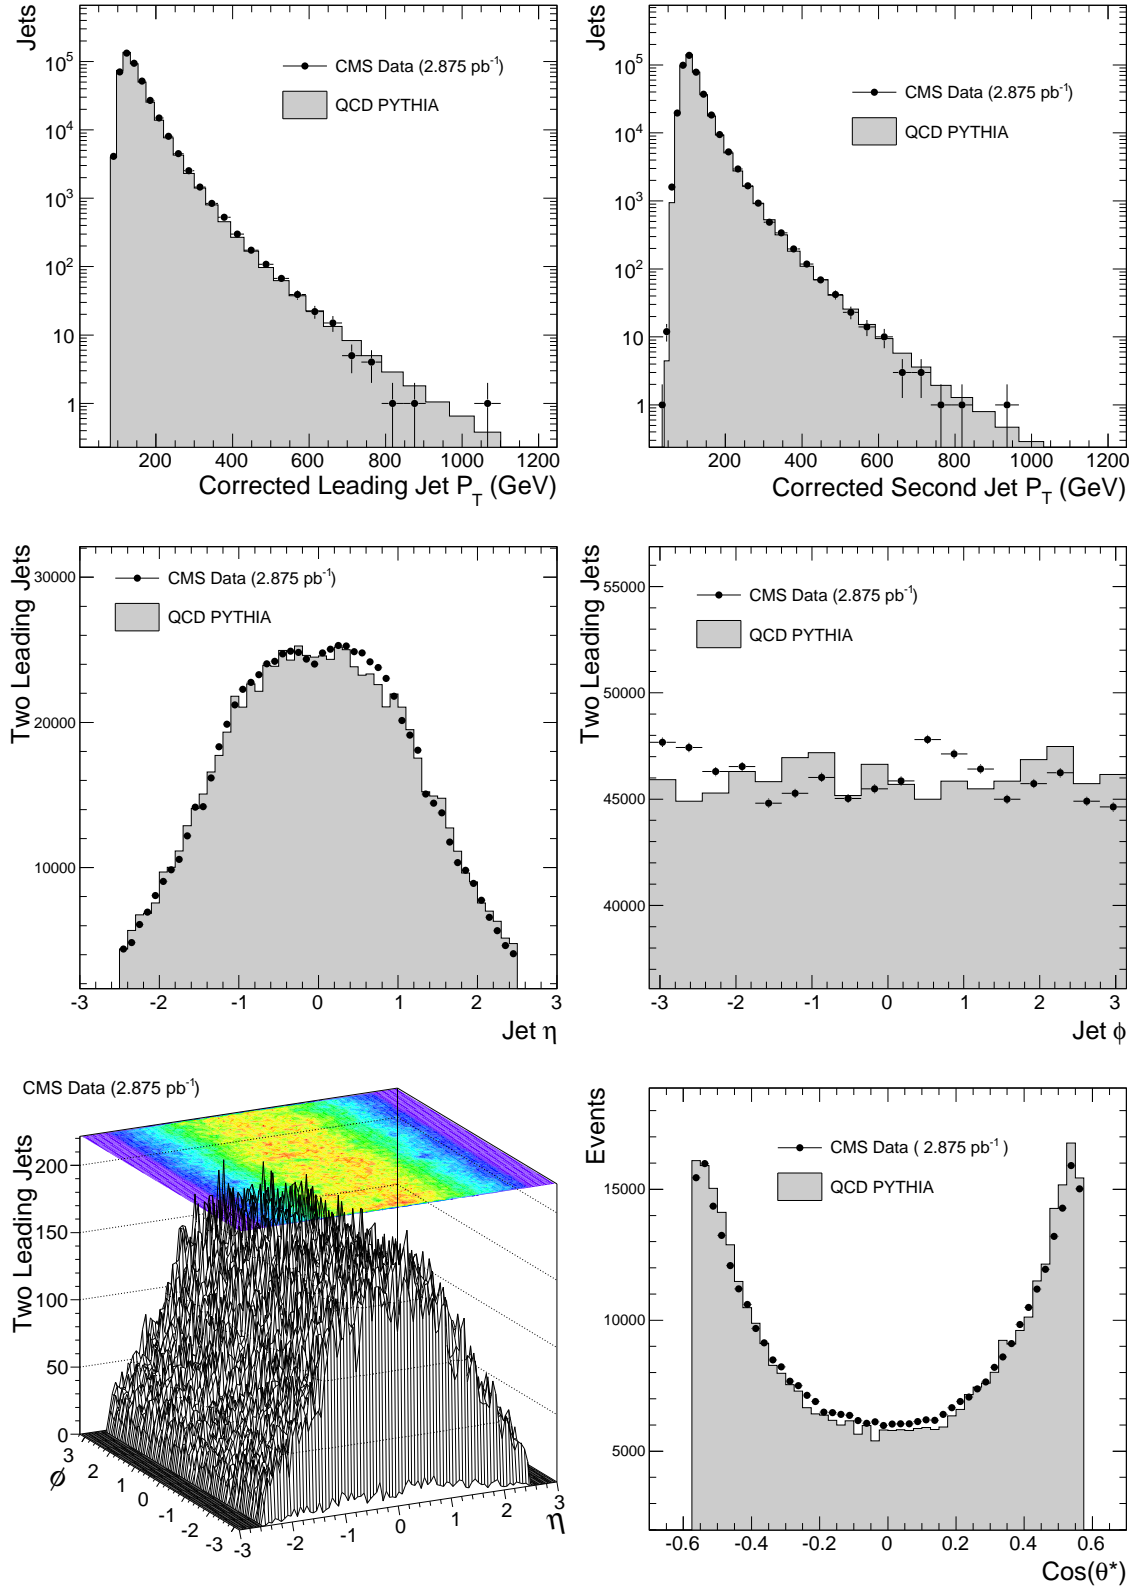 Jets
10^5
10^4
10^3
10^2
10
1
CMS Data (2.875 pb^-1)
QCD PYTHIA
200 400 600 800 1000 1200
Corrected Leading Jet P_T (GeV)
Jets
10^5
10^4
10^3
10^2
10
1
CMS Data (2.875 pb^-1)
QCD PYTHIA
200 400 600 800 1000 1200
Corrected Second Jet P_T (GeV)
Two Leading Jets
30000
20000
10000
CMS Data (2.875 pb^-1)
QCD PYTHIA
-3 -2 -1 0 1 2 3
Jet η
Two Leading Jets
55000
50000
45000
40000
CMS Data (2.875 pb^-1)
QCD PYTHIA
-3 -2 -1 0 1 2 3
Jet ϕ
CMS Data (2.875 pb^-1)
Two Leading Jets
200
150
100
50
0
3 2 1 0 -1 -2 -3
ϕ
-3 -2 -1 0 1 2 3
η
Events
15000
10000
5000
CMS Data ( 2.875 pb^-1 )
QCD PYTHIA
-0.6 -0.4 -0.2 0 0.2 0.4 0.6
Cos(θ*)